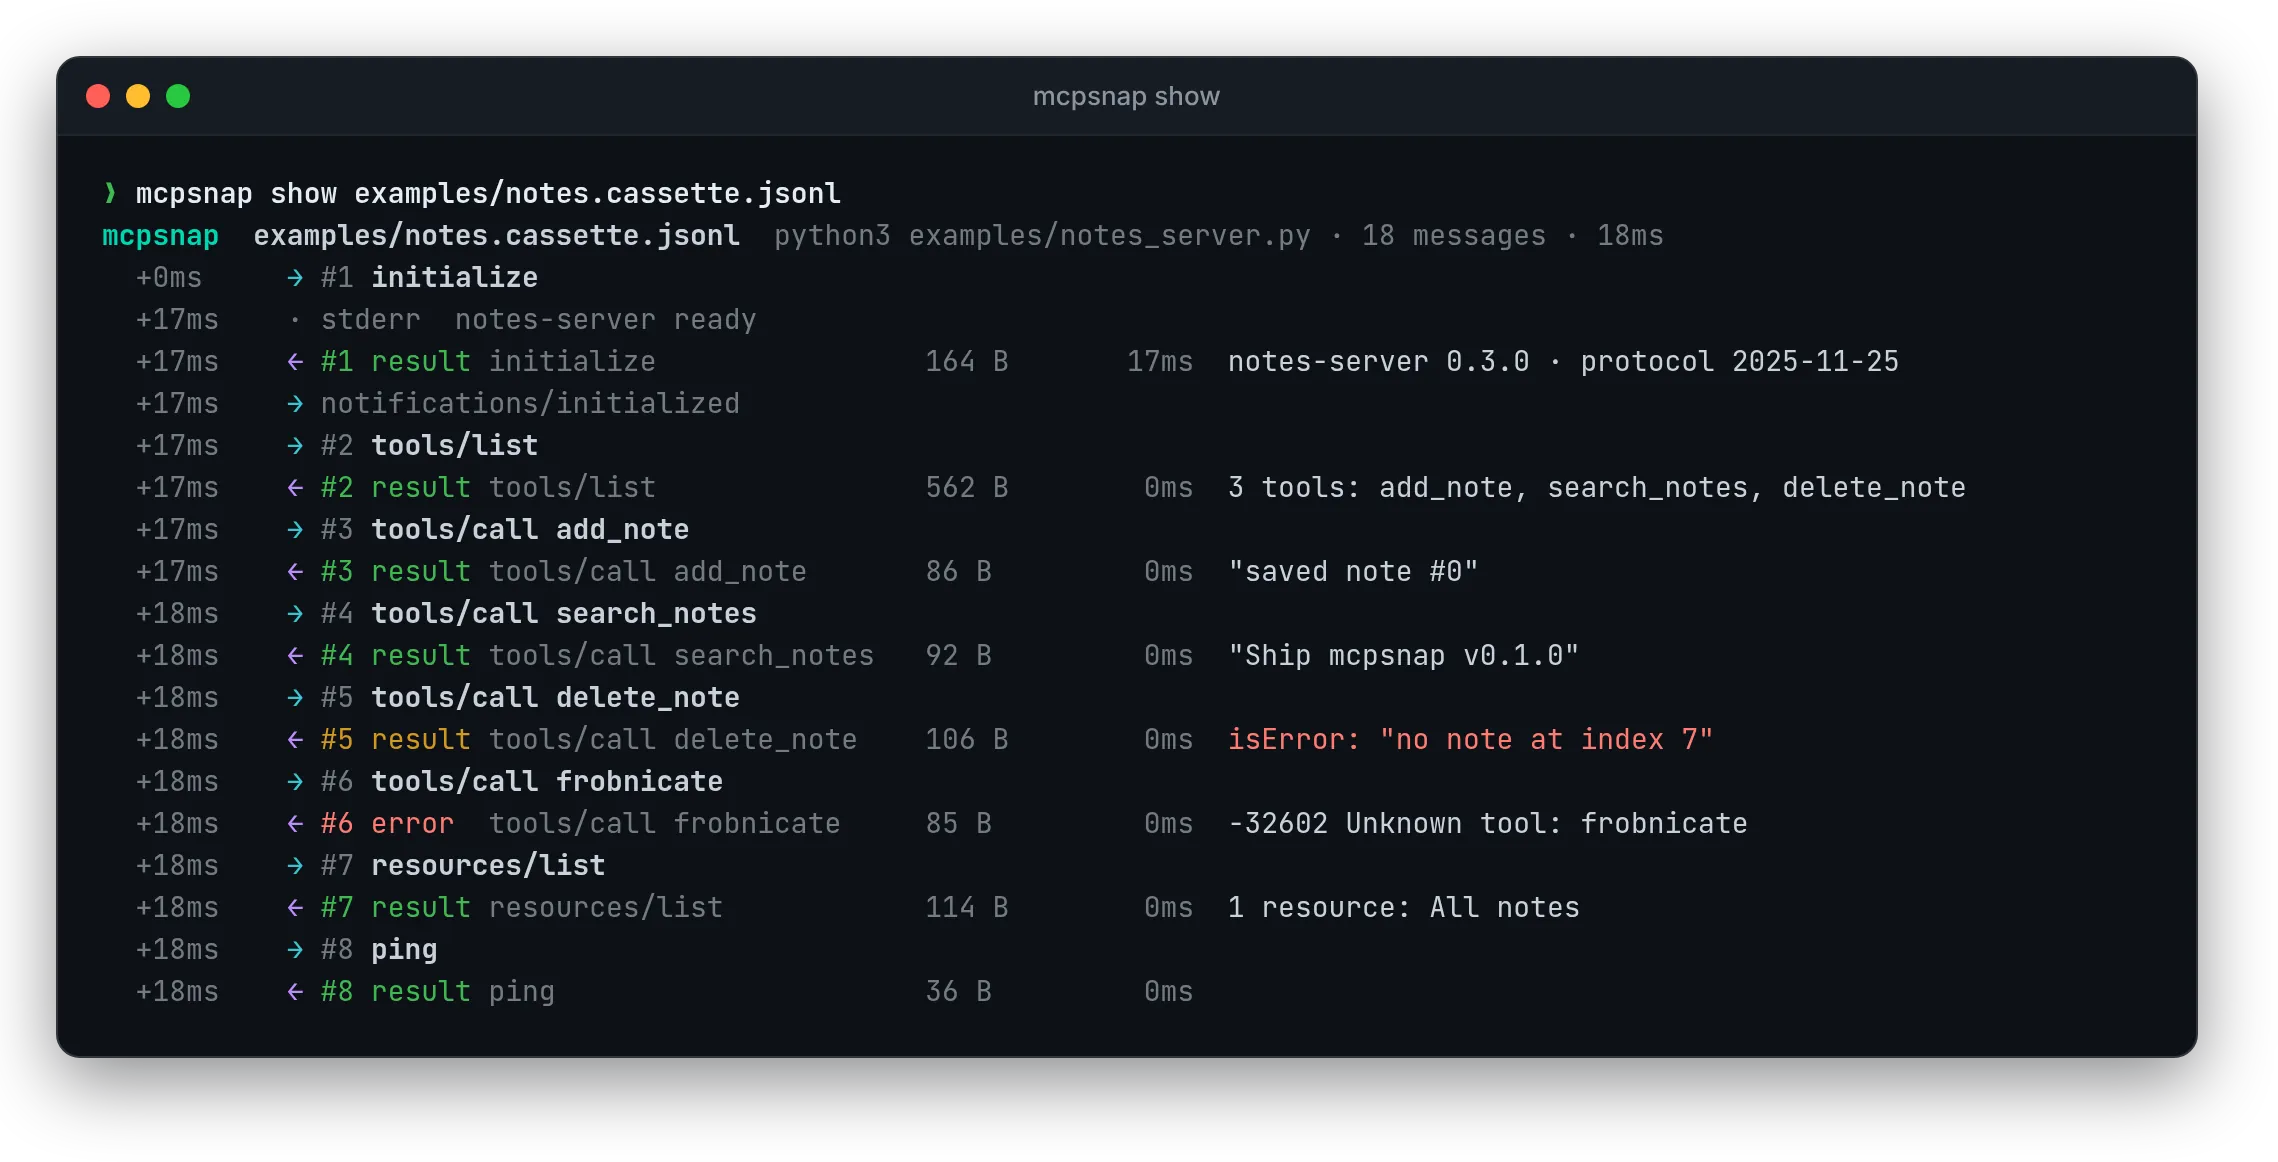 mcpsnap show
❯ mcpsnap show examples/notes.cassette.jsonl
mcpsnap  examples/notes.cassette.jsonl  python3 examples/notes_server.py · 18 messages · 18ms
+0ms → #1 initialize
+17ms · stderr  notes-server ready
+17ms ← #1 result initialize 164 B 17ms notes-server 0.3.0 · protocol 2025-11-25
+17ms → notifications/initialized
+17ms → #2 tools/list
+17ms ← #2 result tools/list 562 B 0ms 3 tools: add_note, search_notes, delete_note
+17ms → #3 tools/call add_note
+17ms ← #3 result tools/call add_note 86 B 0ms "saved note #0"
+18ms → #4 tools/call search_notes
+18ms ← #4 result tools/call search_notes 92 B 0ms "Ship mcpsnap v0.1.0"
+18ms → #5 tools/call delete_note
+18ms ← #5 result tools/call delete_note 106 B 0ms isError: "no note at index 7"
+18ms → #6 tools/call frobnicate
+18ms ← #6 error  tools/call frobnicate 85 B 0ms -32602 Unknown tool: frobnicate
+18ms → #7 resources/list
+18ms ← #7 result resources/list 114 B 0ms 1 resource: All notes
+18ms → #8 ping
+18ms ← #8 result ping 36 B 0ms